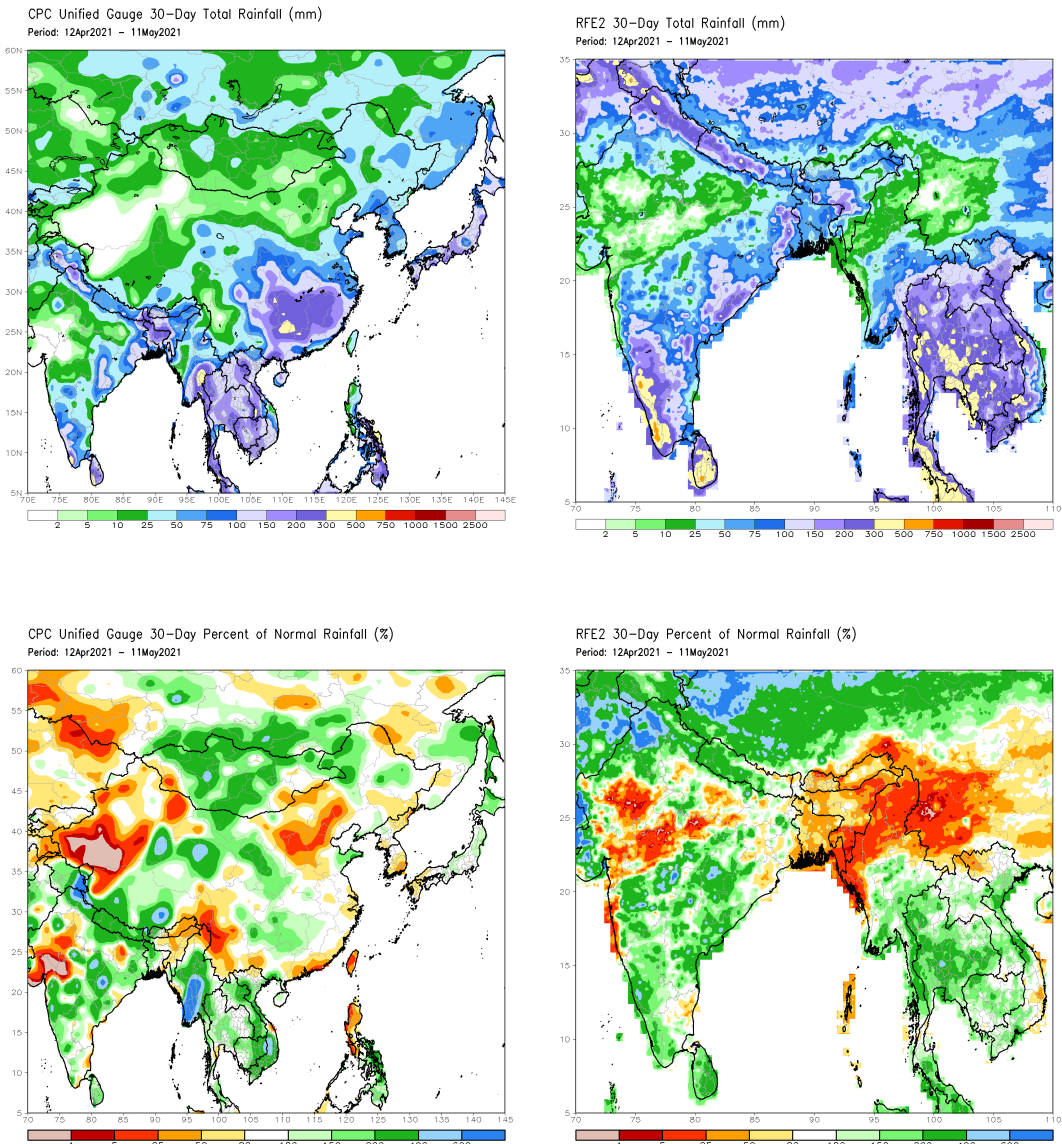 CPC Unified Gauge 30-Day Total Rainfall (mm)
Period: 12Apr2021 - 11May2021
60N
55N
50N
45N
40N
35N
30N
25N
20N
15N
10N
5N
70E 75E 80E 85E 90E 95E 100E 105E 110E 115E 120E 125E 130E 135E 140E 145E
2 5 10 25 50 75 100 150 200 300 500 750 1000 1500 2500
RFE2 30-Day Total Rainfall (mm)
Period: 12Apr2021 - 11May2021
35
30
25
20
15
10
5
70 75 80 85 90 95 100 105 110
2 5 10 25 50 75 100 150 200 300 500 750 1000 1500 2500
CPC Unified Gauge 30-Day Percent of Normal Rainfall (%)
Period: 12Apr2021 - 11May2021
60
55
50
45
40
35
30
25
20
15
10
5
70 75 80 85 90 95 100 105 110 115 120 125 130 135 140 145
RFE2 30-Day Percent of Normal Rainfall (%)
Period: 12Apr2021 - 11May2021
35
30
25
20
15
10
5
70 75 80 85 90 95 100 105 110